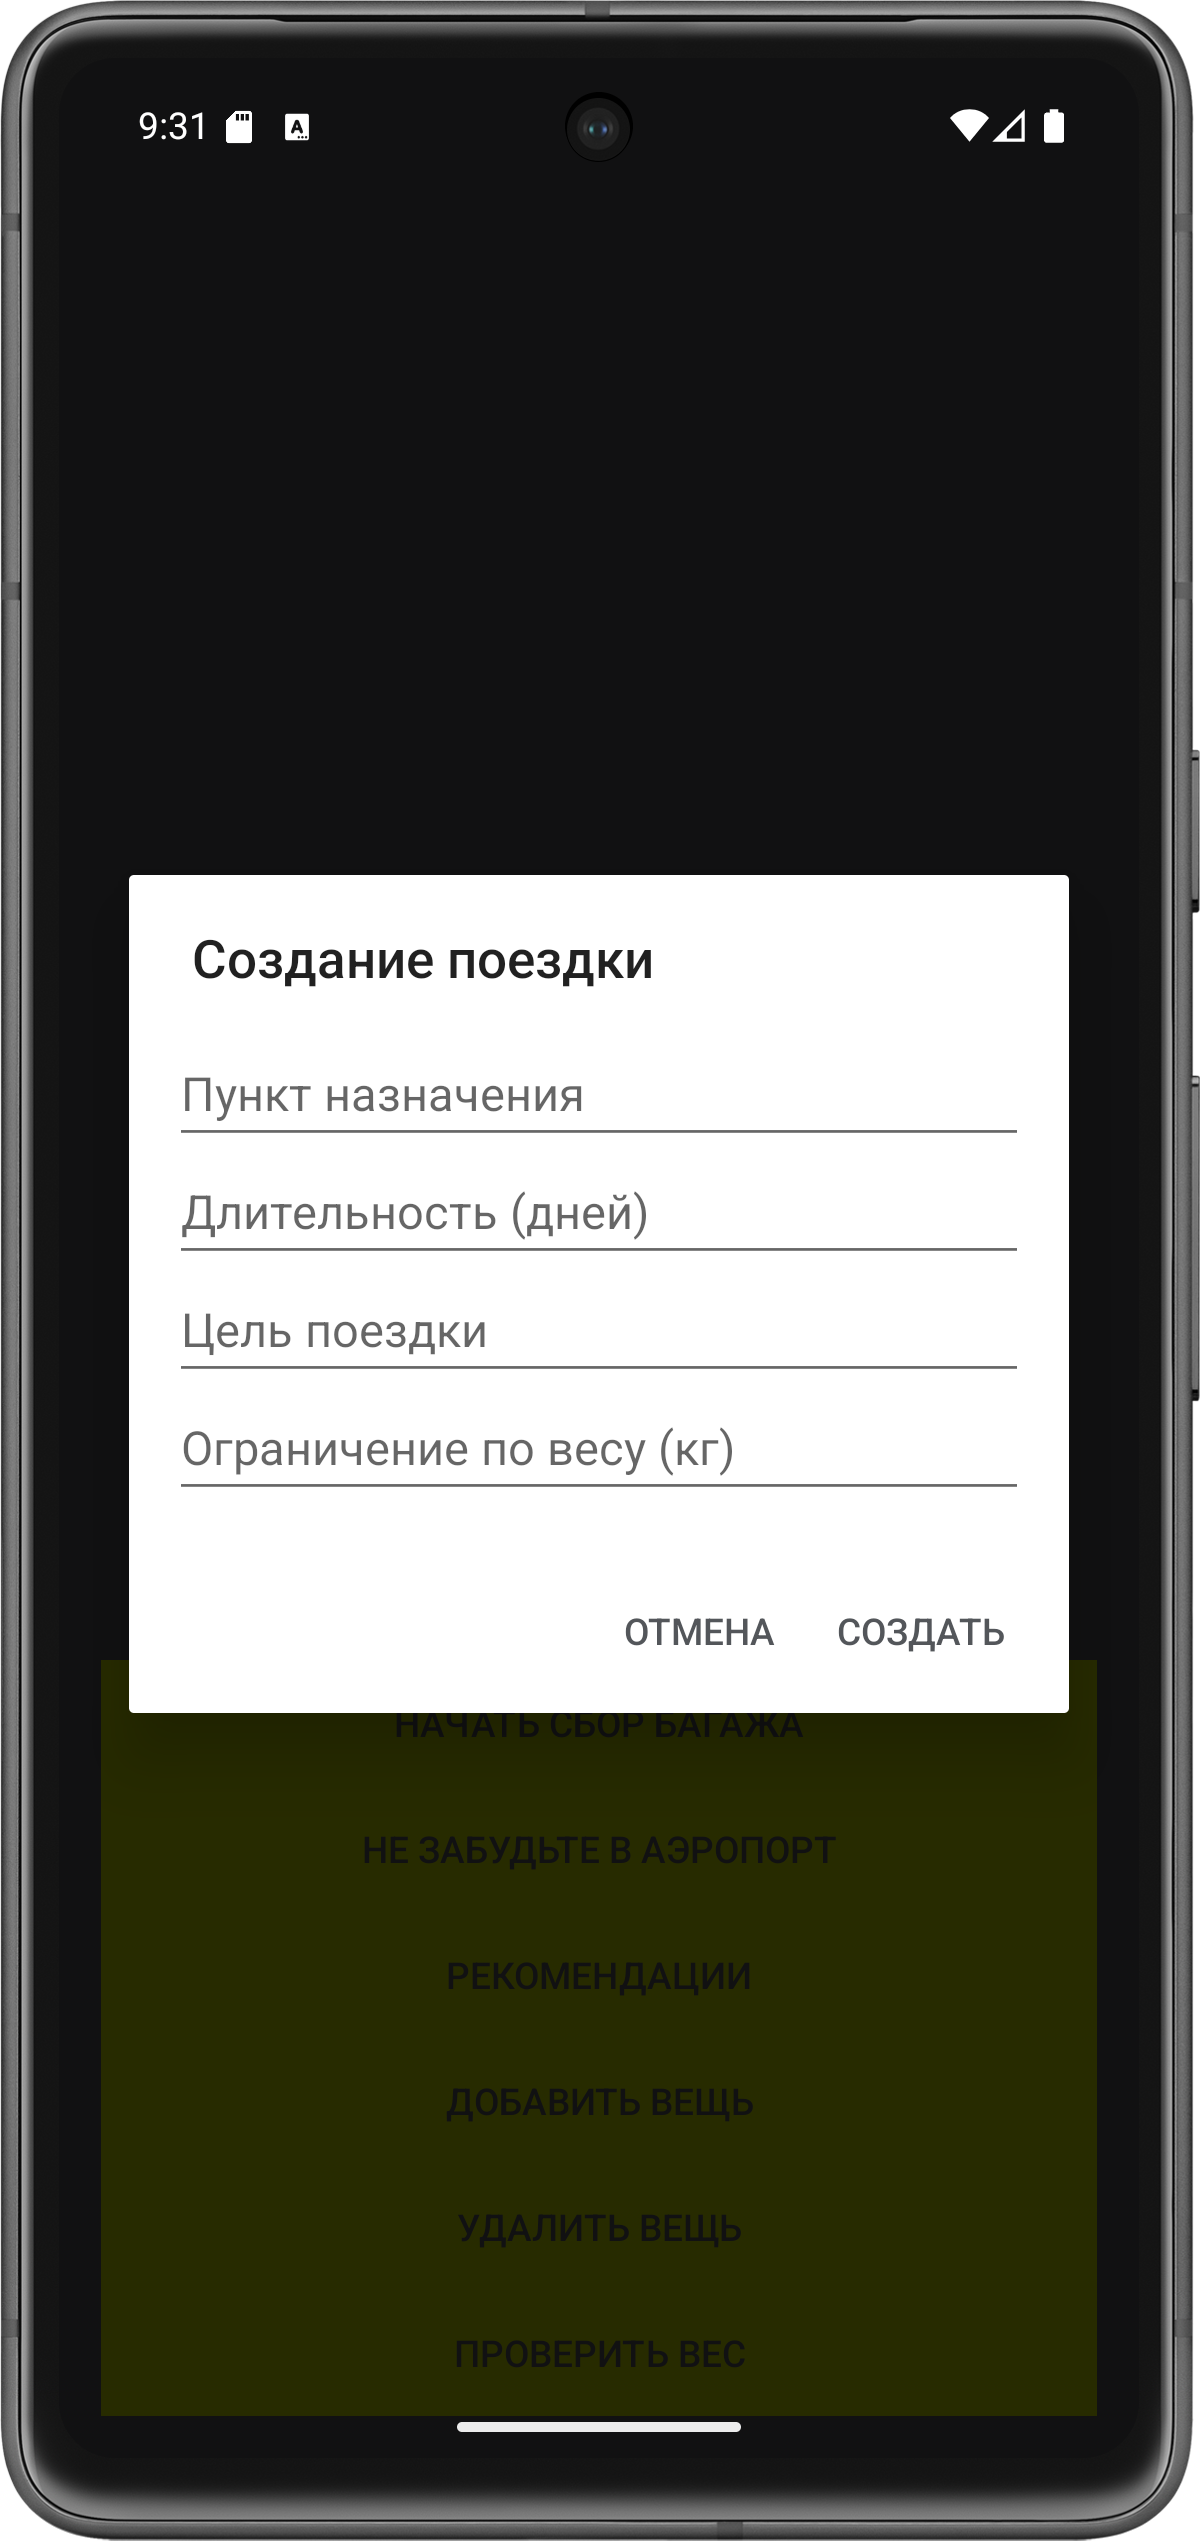 9:31
Создание поездки
Пункт назначения
Длительность (дней)
Цель поездки
Ограничение по весу (кг)
ОТМЕНА СОЗДАТЬ
НАЧАТЬ СБОР БАГАЖА
НЕ ЗАБУДЬТЕ В АЭРОПОРТ
РЕКОМЕНДАЦИИ
ДОБАВИТЬ ВЕЩЬ
УДАЛИТЬ ВЕЩЬ
ПРОВЕРИТЬ ВЕС